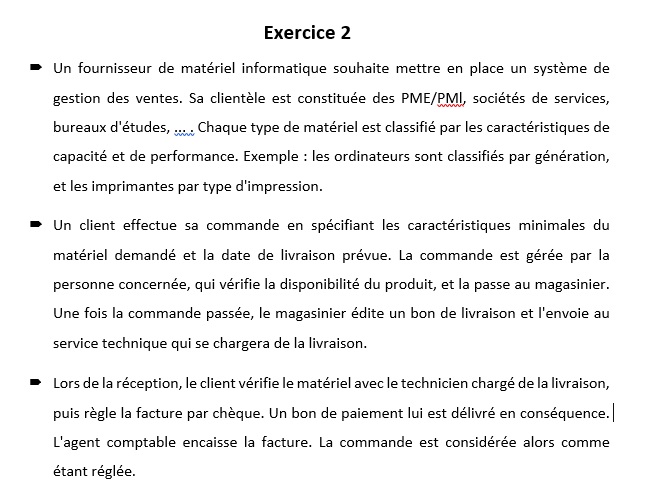 Exercice 2
Un fournisseur de matériel informatique souhaite mettre en place un système de
gestion des ventes. Sa clientèle est constituée des PME/PMI, sociétés de services,
bureaux d'études, ... . Chaque type de matériel est classifié par les caractéristiques de
capacité et de performance. Exemple : les ordinateurs sont classifiés par génération,
et les imprimantes par type d'impression.
Un client effectue sa commande en spécifiant les caractéristiques minimales du
matériel demandé et la date de livraison prévue. La commande est gérée par la
personne concernée, qui vérifie la disponibilité du produit, et la passe au magasinier.
Une fois la commande passée, le magasinier édite un bon de livraison et l'envoie au
service technique qui se chargera de la livraison.
Lors de la réception, le client vérifie le matériel avec le technicien chargé de la livraison,
puis règle la facture par chèque. Un bon de paiement lui est délivré en conséquence.
L'agent comptable encaisse la facture. La commande est considérée alors comme
étant réglée.